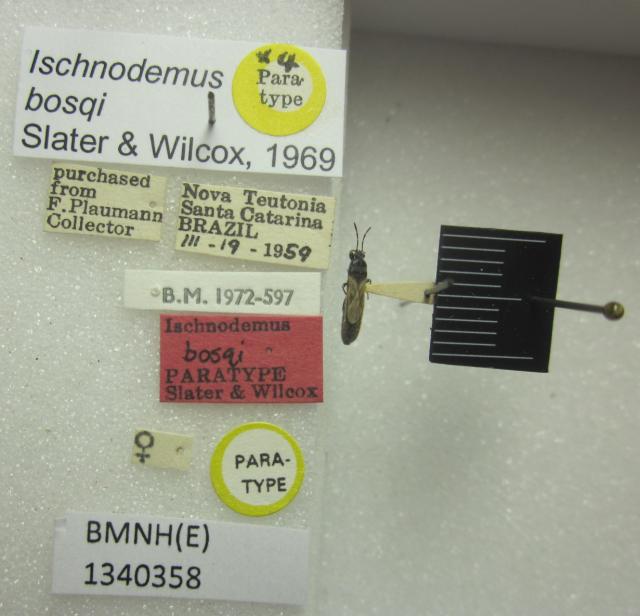 Ischnodemus
bosqi
Slater & Wilcox, 1969
x4
Para-
type
purchased
from
F. Plaumann
Collector
Nova Teutonia
Santa Catarina
BRAZIL
III - 19 - 1959
B.M. 1972-597
Ischnodemus
bosqi
PARATYPE
Slater & Wilcox
♀
PARA-
TYPE
BMNH(E)
1340358